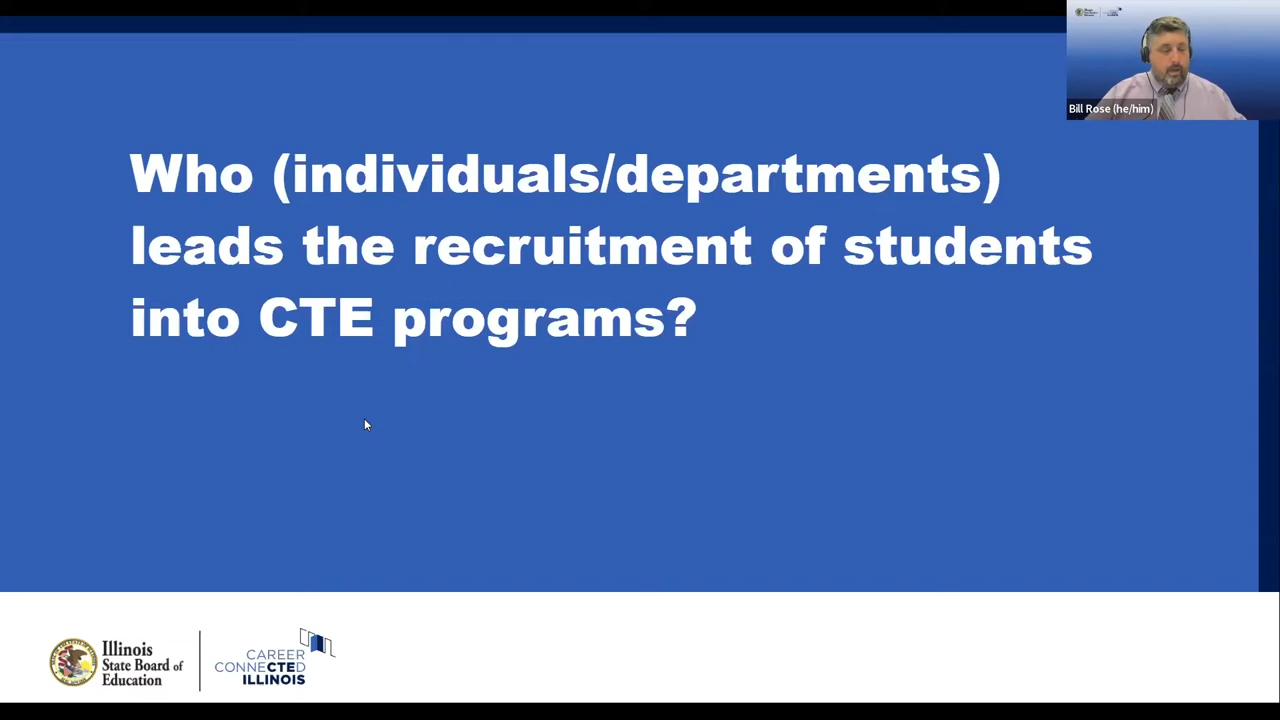 Bill Rose (he/him)
Who (individuals/departments)
leads the recruitment of students
into CTE programs?
Illinois
State Board of
Education
CAREER
CONNECTED
ILLINOIS